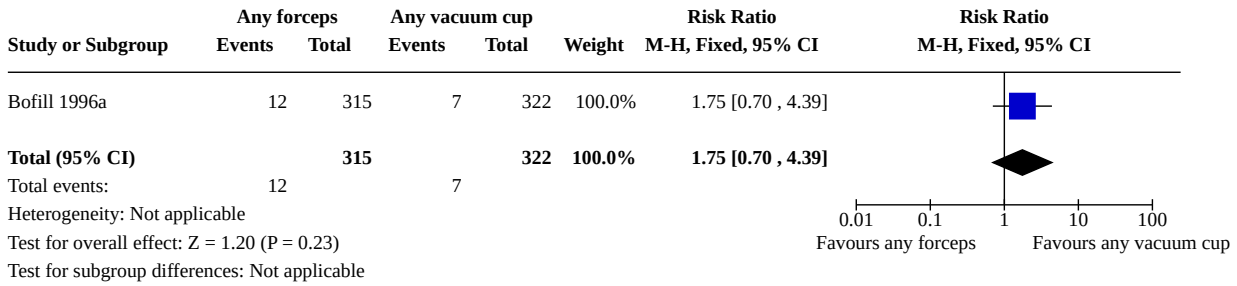 Any forceps Any vacuum cup Risk Ratio Risk Ratio
Study or Subgroup Events Total Events Total Weight M-H, Fixed, 95% CI M-H, Fixed, 95% CI
Bofill 1996a 12 315 7 322 100.0% 1.75 [0.70 , 4.39]
Total (95% CI) 315 322 100.0% 1.75 [0.70 , 4.39]
Total events: 12 7
Heterogeneity: Not applicable
0.01 0.1 1 10 100
Test for overall effect: Z = 1.20 (P = 0.23)
Favours any forceps Favours any vacuum cup
Test for subgroup differences: Not applicable